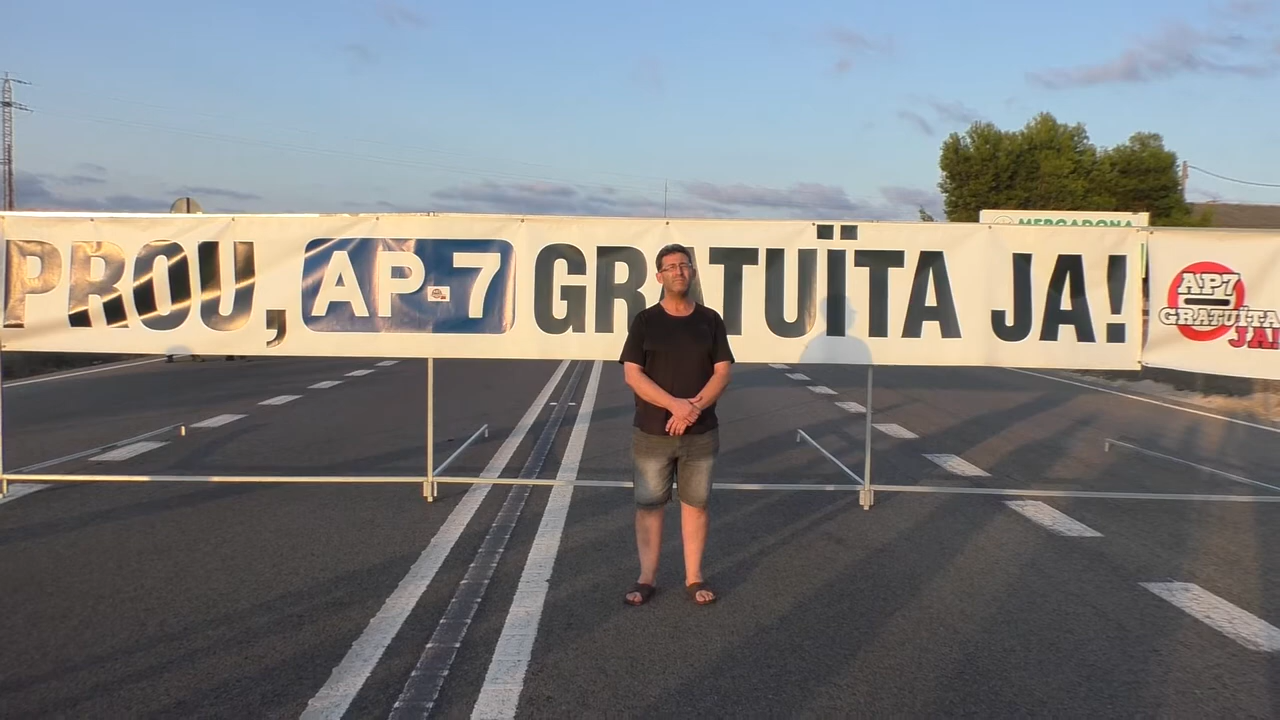 MERCADONA
PROU, AP-7 GRATUÏTA JA!
AP7
GRATUÏTA
JA!